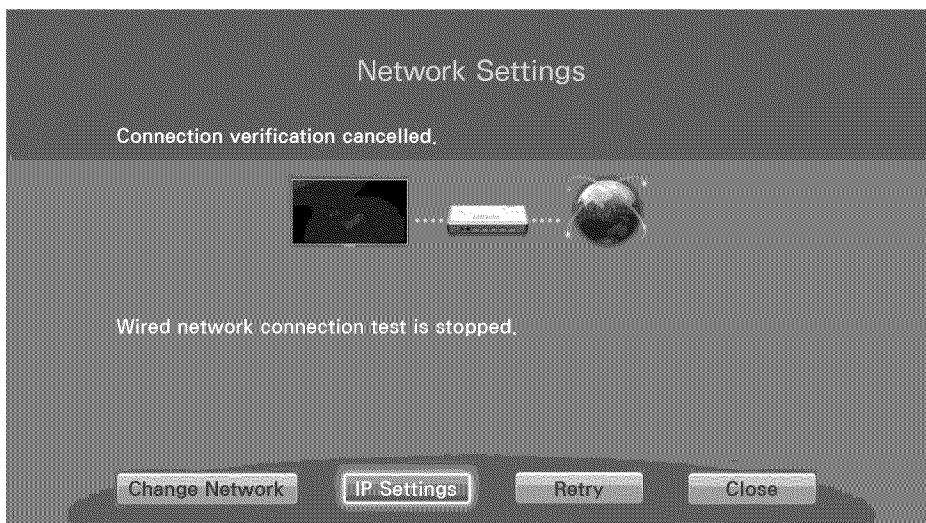 Network Settings
Connection verification cancelled.
Wired network connection test is stopped.
Change Network IP Settings Retry Close